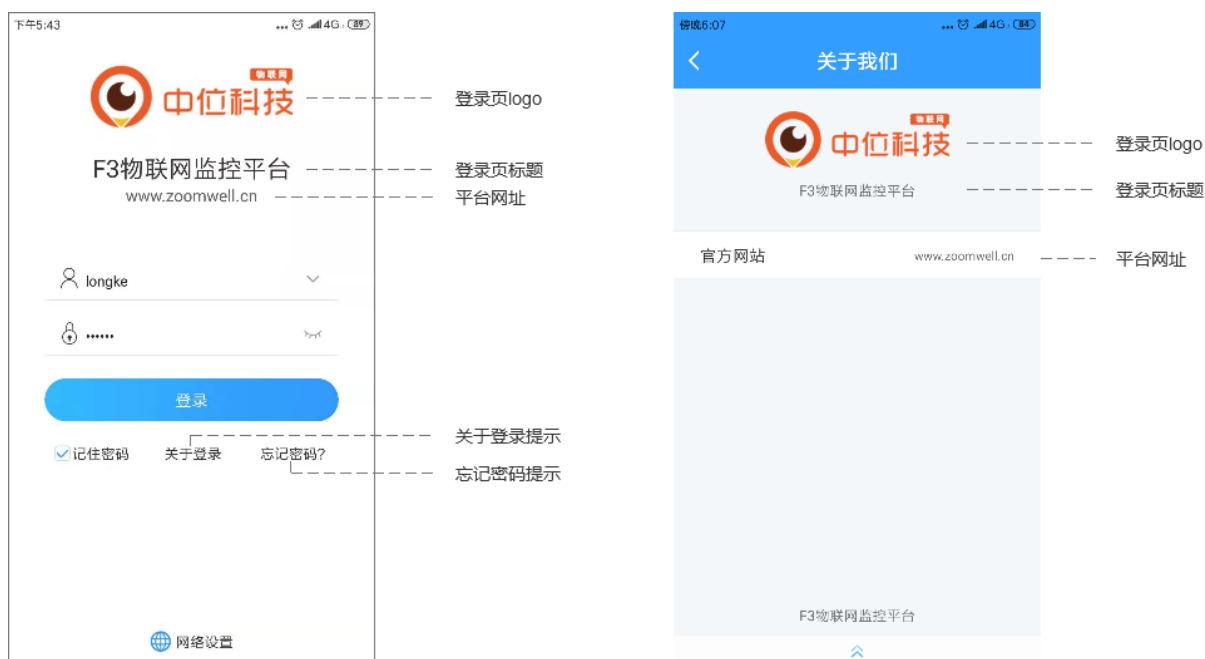 下午5:43
... 4G 89
物联网
中位科技
登录页logo
F3物联网监控平台
登录页标题
www.zoomwell.cn
平台网址
longke
••••••
登录
关于登录提示
记住密码 关于登录 忘记密码?
忘记密码提示
网络设置
傍晚6:07
... 4G 84
关于我们
物联网
中位科技
登录页logo
F3物联网监控平台
登录页标题
官方网站 www.zoomwell.cn
平台网址
F3物联网监控平台